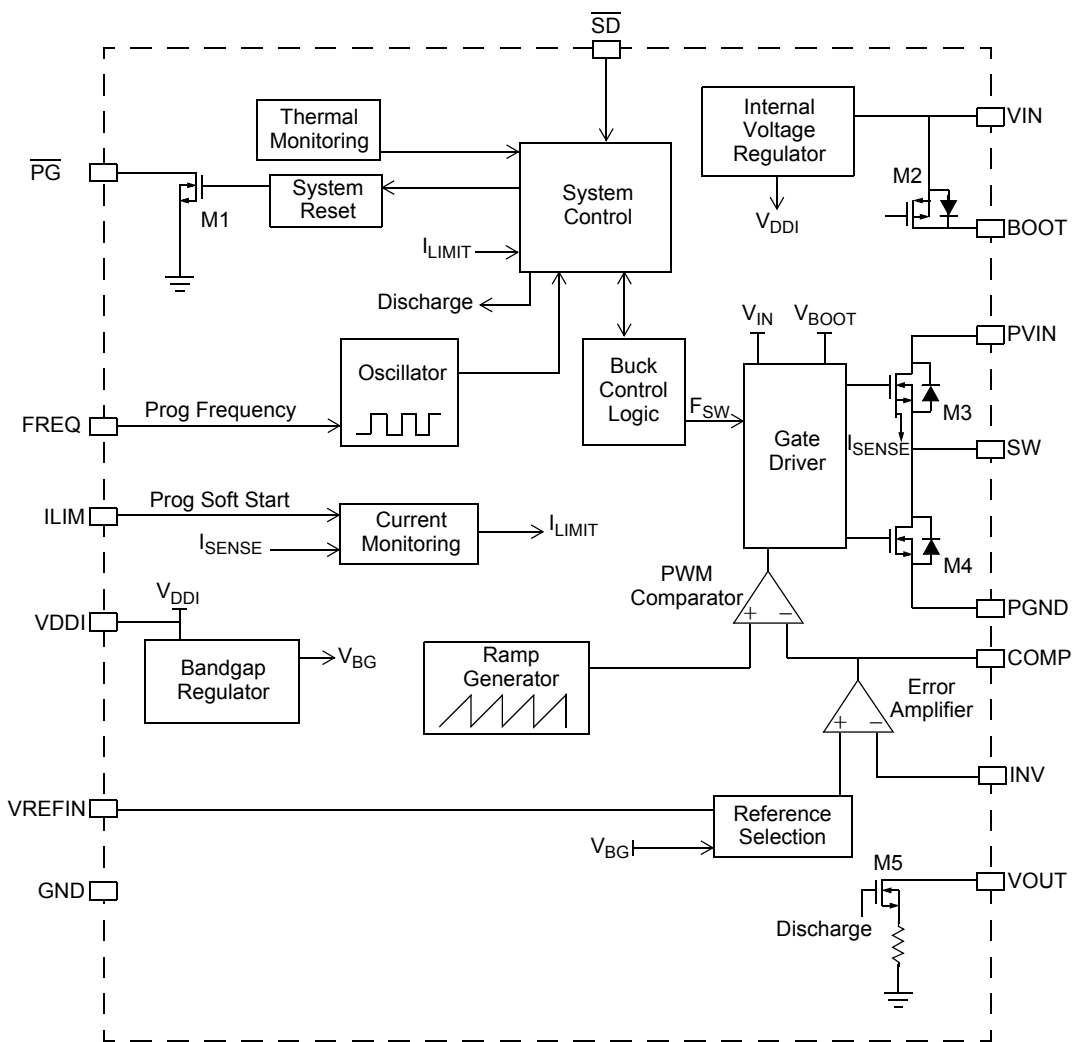 SD
Thermal
Monitoring
Internal
Voltage
Regulator
VIN
PG
M1
System
Reset
System
Control
M2
VDDI
BOOT
ILIMIT
Discharge
VIN
VBOOT
PVIN
Oscillator
Buck
Control
Logic
FREQ
Prog Frequency
FSW
Gate
Driver
M3
ISENSE
SW
ILIM
Prog Soft Start
ISENSE
Current
Monitoring
ILIMIT
M4
PWM
Comparator
+ −
PGND
VDDI
VDDI
Bandgap
Regulator
VBG
Ramp
Generator
COMP
Error
Amplifier
+ −
INV
VREFIN
Reference
Selection
VBG
GND
M5
VOUT
Discharge